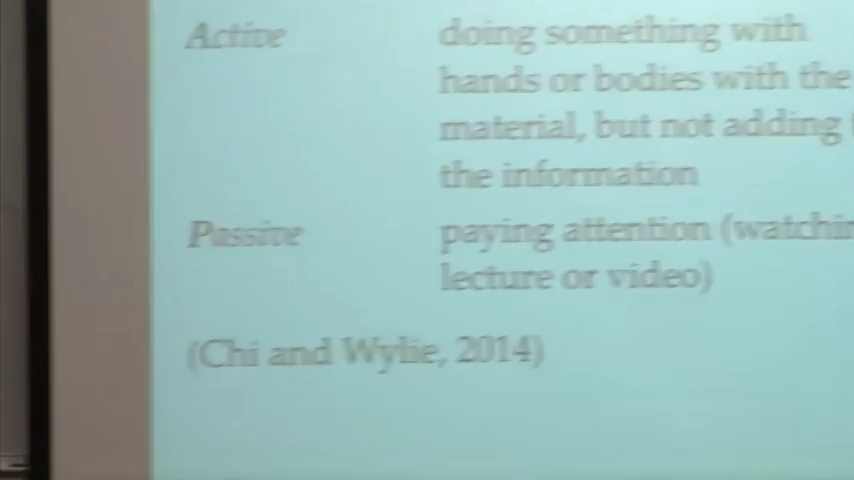 Active doing something with
hands or bodies with the
material, but not adding
the information
Passive paying attention (watchin
lecture or video)
(Chi and Wylie, 2014)